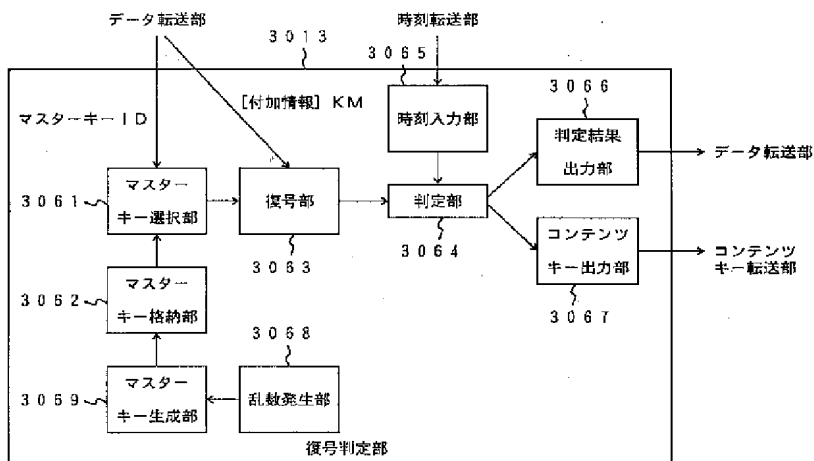 データ転送部
時刻転送部
3013
3065
3066
[付加情報] KM
マスターキーID
時刻入力部
判定結果
出力部
データ転送部
3061
マスター
キー選択部
復号部
判定部
3063
3064
コンテンツ
キー出力部
コンテンツ
キー転送部
3067
3062
マスター
キー格納部
3068
3069
マスター
キー生成部
乱数発生部
復号判定部